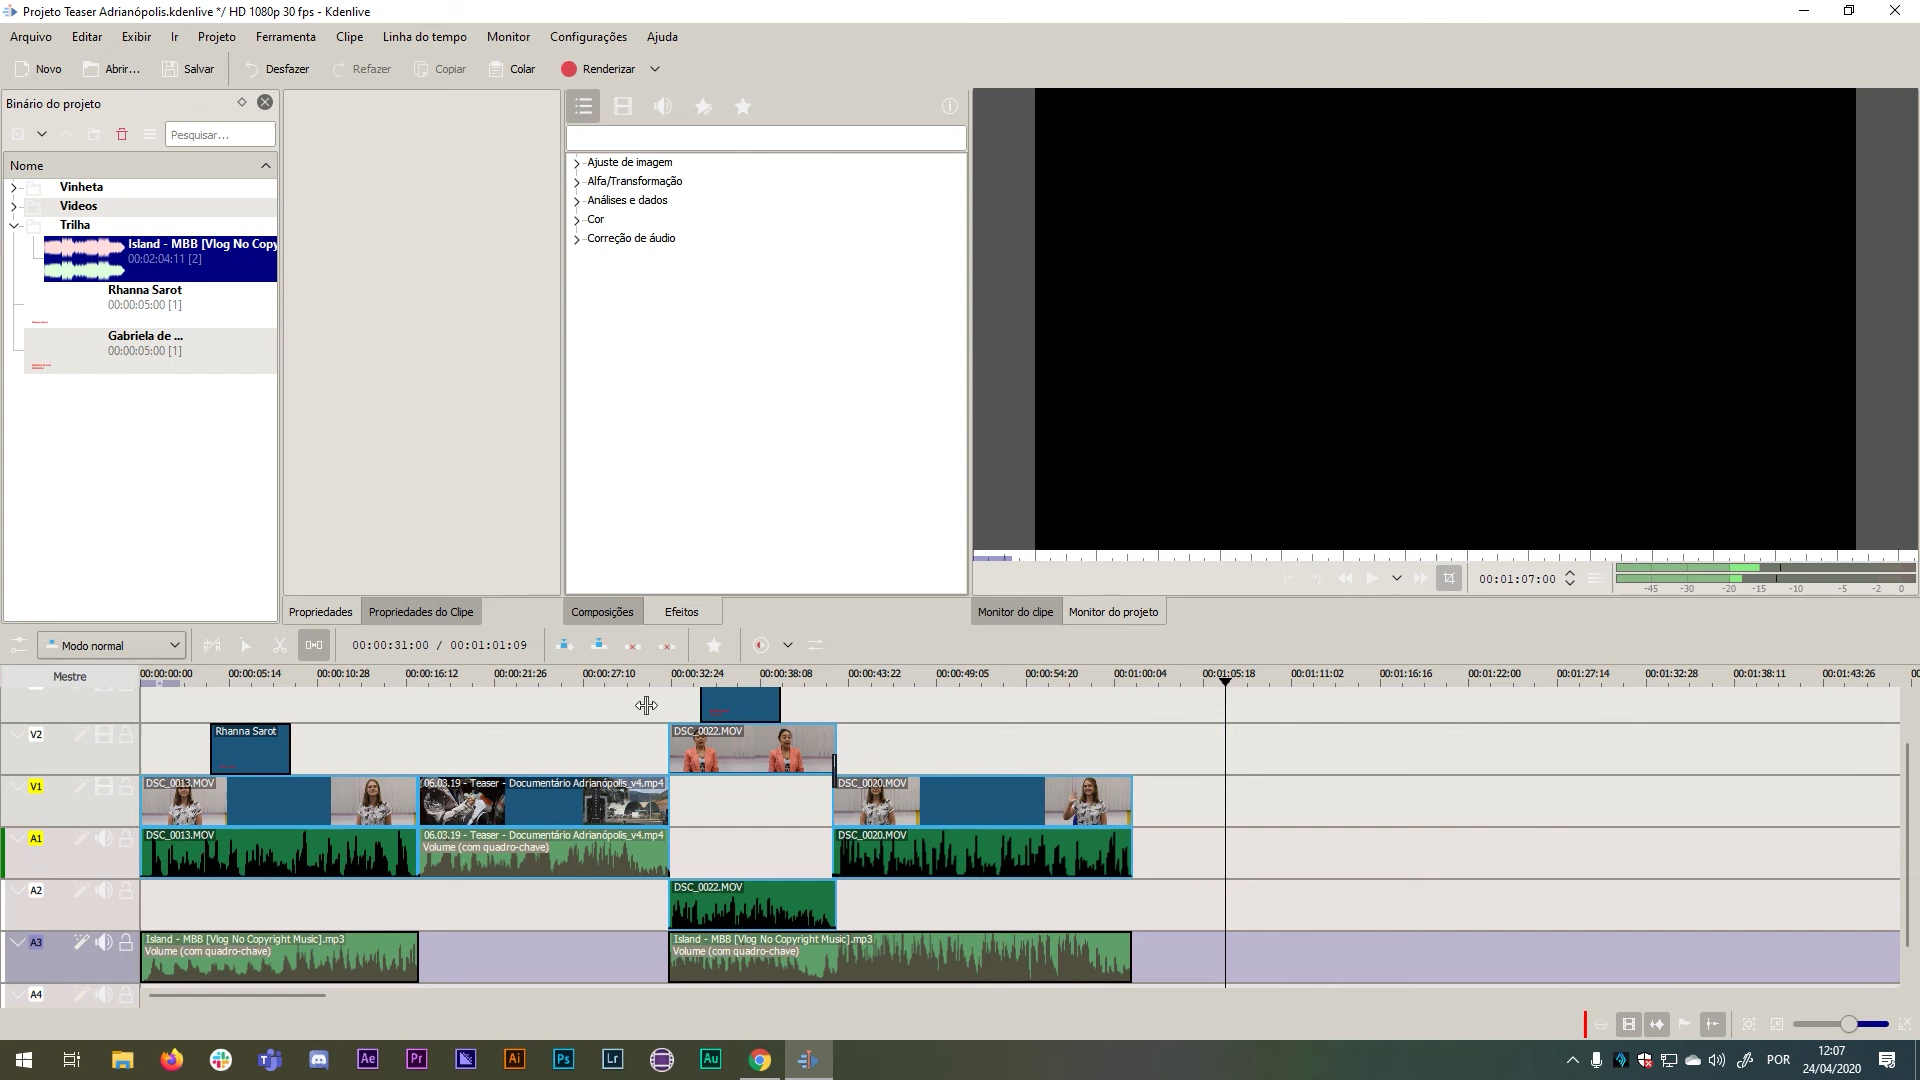 Projeto Teaser Adrianópolis.kdenlive */ HD 1080p 30 fps - Kdenlive
Arquivo Editar Exibir Ir Projeto Ferramenta Clipe Linha do tempo Monitor Configurações Ajuda
Novo Abrir... Salvar Desfazer Refazer Copiar Colar Renderizar
Binário do projeto
Pesquisar...
Nome
Vinheta
Videos
Trilha
Island - MBB [Vlog No Copy
00:02:04:11 [2]
Rhanna Sarot
00:00:05:00 [1]
Gabriela de ...
00:00:05:00 [1]
Ajuste de imagem
Alfa/Transformação
Análises e dados
Cor
Correção de áudio
00:01:07:00
-45 -30 -20 -15 -10 -5 -2 0
Propriedades Propriedades do Clipe Composições Efeitos Monitor do clipe Monitor do projeto
Modo normal 00:00:31:00 / 00:01:01:09
Mestre 00:00:00:00 00:00:05:14 00:00:10:28 00:00:16:12 00:00:21:26 00:00:27:10 00:00:32:24 00:00:38:08 00:00:43:22 00:00:49:05 00:00:54:20 00:01:00:04 00:01:05:18 00:01:11:02 00:01:16:16 00:01:22:00 00:01:27:14 00:01:32:28 00:01:38:11 00:01:43:26 00
V2 Rhanna Sarot DSC_0022.MOV
V1 DSC_0013.MOV 06.03.19 - Teaser - Documentário Adrianópolis_v4.mp4 DSC_0020.MOV
A1 DSC_0013.MOV 06.03.19 - Teaser - Documentário Adrianópolis_v4.mp4 DSC_0020.MOV
Volume (com quadro-chave)
A2 DSC_0022.MOV
A3 Island - MBB [Vlog No Copyright Music].mp3 Island - MBB [Vlog No Copyright Music].mp3
Volume (com quadro-chave) Volume (com quadro-chave)
A4
Ae Pr Ai Ps Lr Au POR 12:07
24/04/2020